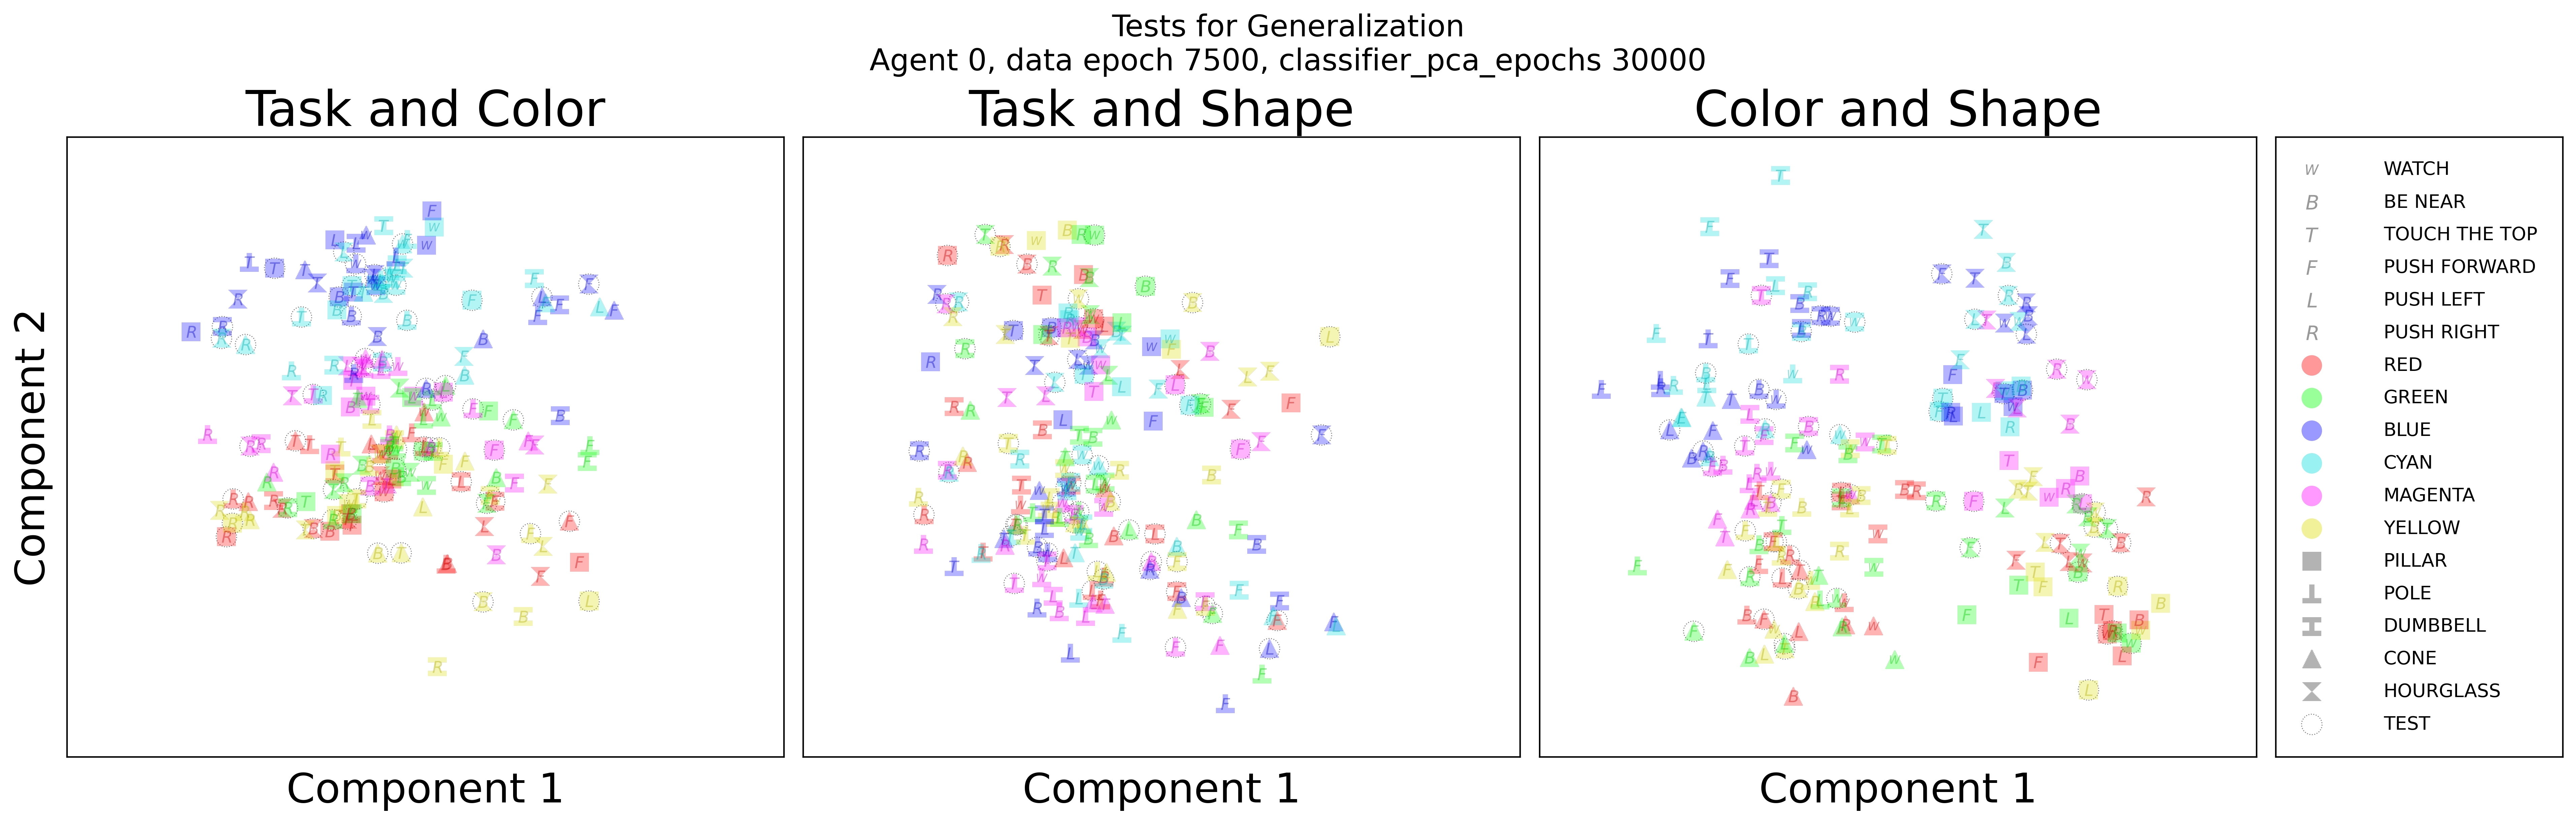 Tests for Generalization
Agent 0, data epoch 7500, classifier_pca_epochs 30000
Task and Color
Task and Shape
Color and Shape
Component 2
Component 1
Component 1
Component 1
W WATCH
B BE NEAR
T TOUCH THE TOP
F PUSH FORWARD
L PUSH LEFT
R PUSH RIGHT
RED
GREEN
BLUE
CYAN
MAGENTA
YELLOW
PILLAR
POLE
DUMBBELL
CONE
HOURGLASS
TEST